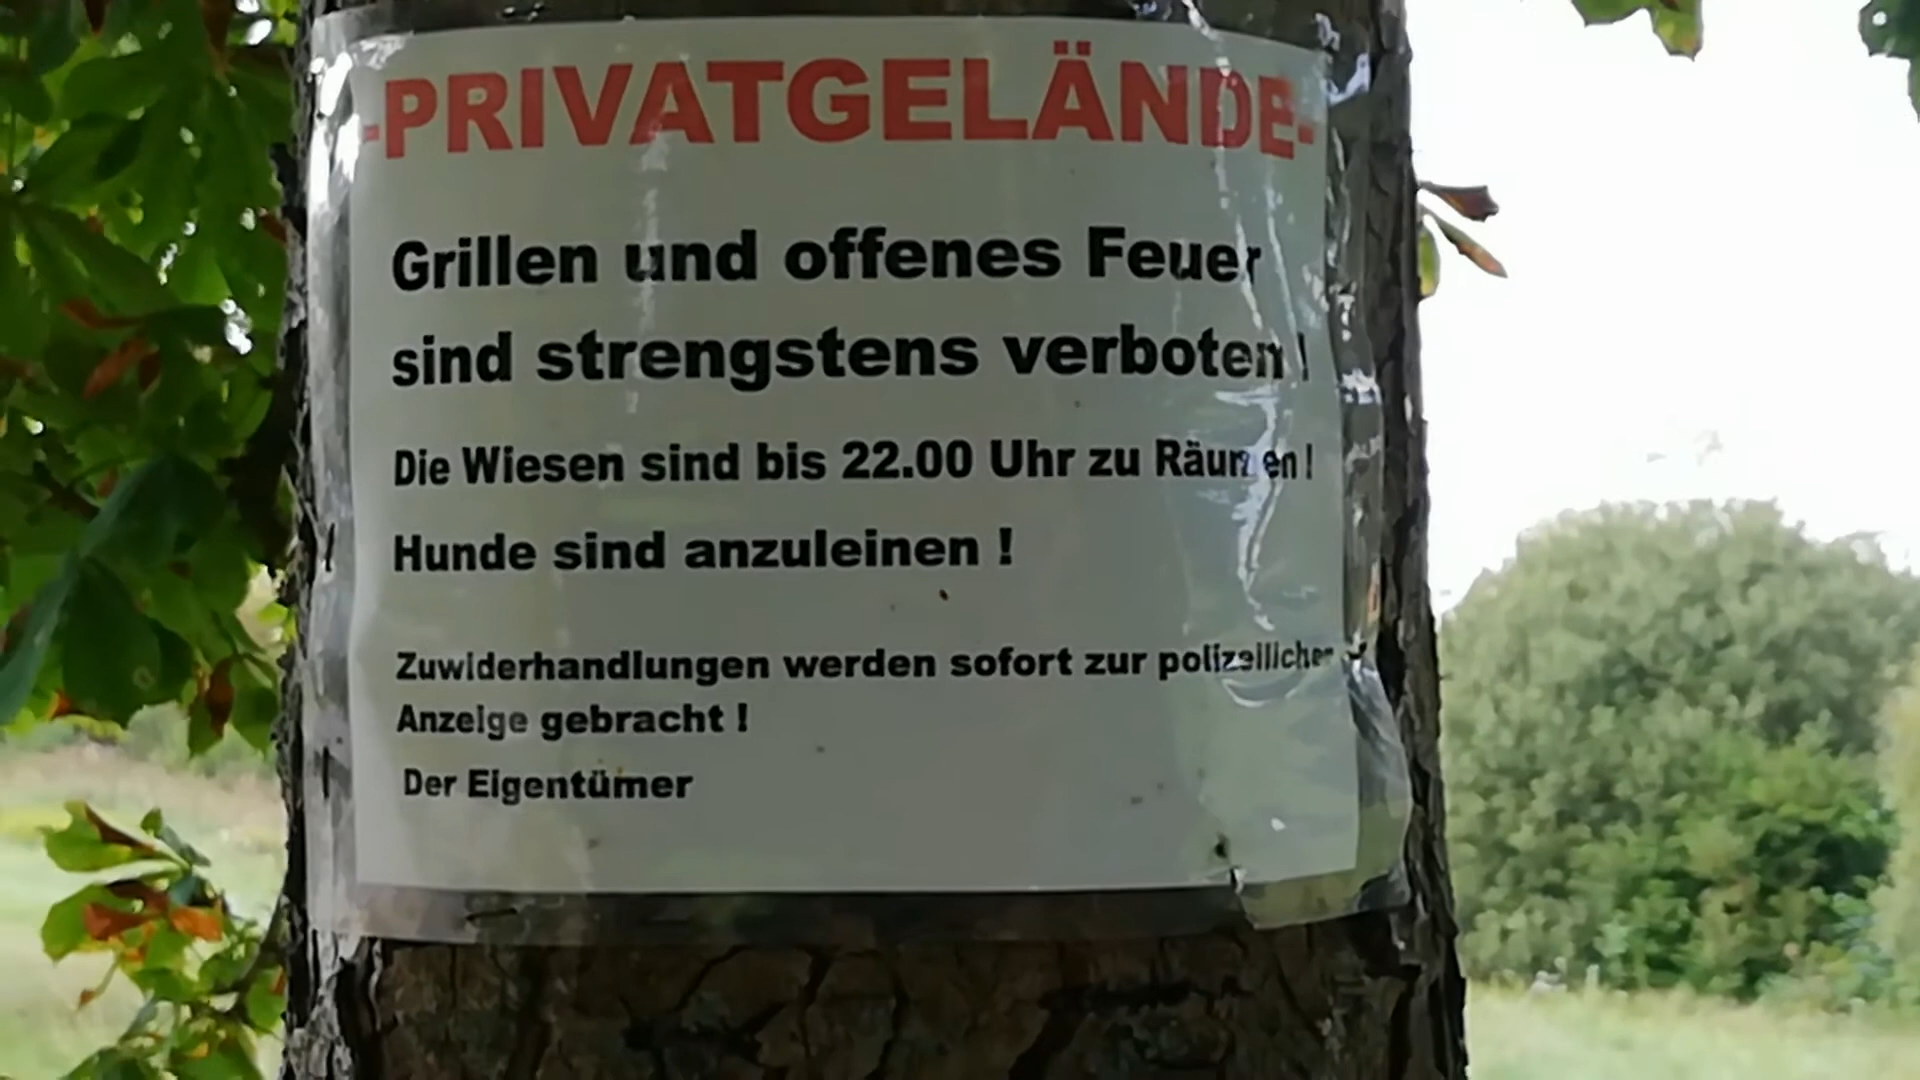 -PRIVATGELÄNDE-
Grillen und offenes Feuer
sind strengstens verboten !
Die Wiesen sind bis 22.00 Uhr zu Räumen !
Hunde sind anzuleinen !
Zuwiderhandlungen werden sofort zur polizeilichen
Anzeige gebracht !
Der Eigentümer